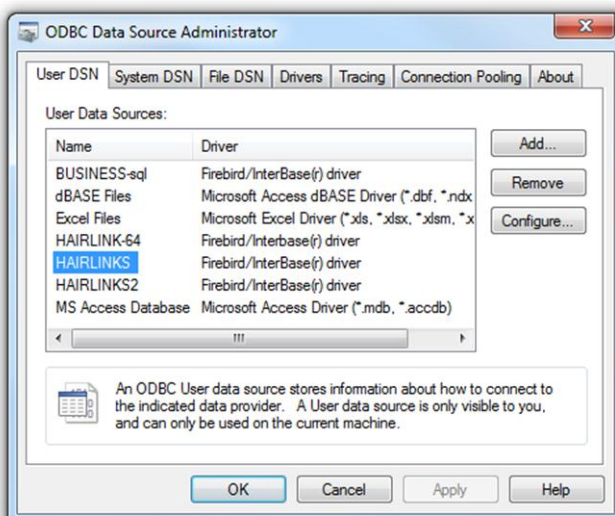 ODBC Data Source Administrator
User DSN System DSN File DSN Drivers Tracing Connection Pooling About
User Data Sources:
Name Driver
BUSINESS-sql Firebird/InterBase(r) driver
dBASE Files Microsoft Access dBASE Driver (*.dbf, *.ndx
Excel Files Microsoft Excel Driver (*.xls, *.xlsx, *.xlsm, *.x
HAIRLINK-64 Firebird/Interbase(r) driver
HAIRLINKS Firebird/InterBase(r) driver
HAIRLINKS2 Firebird/InterBase(r) driver
MS Access Database Microsoft Access Driver (*.mdb, *.accdb)
Add...
Remove
Configure...
An ODBC User data source stores information about how to connect to
the indicated data provider. A User data source is only visible to you,
and can only be used on the current machine.
OK Cancel Apply Help